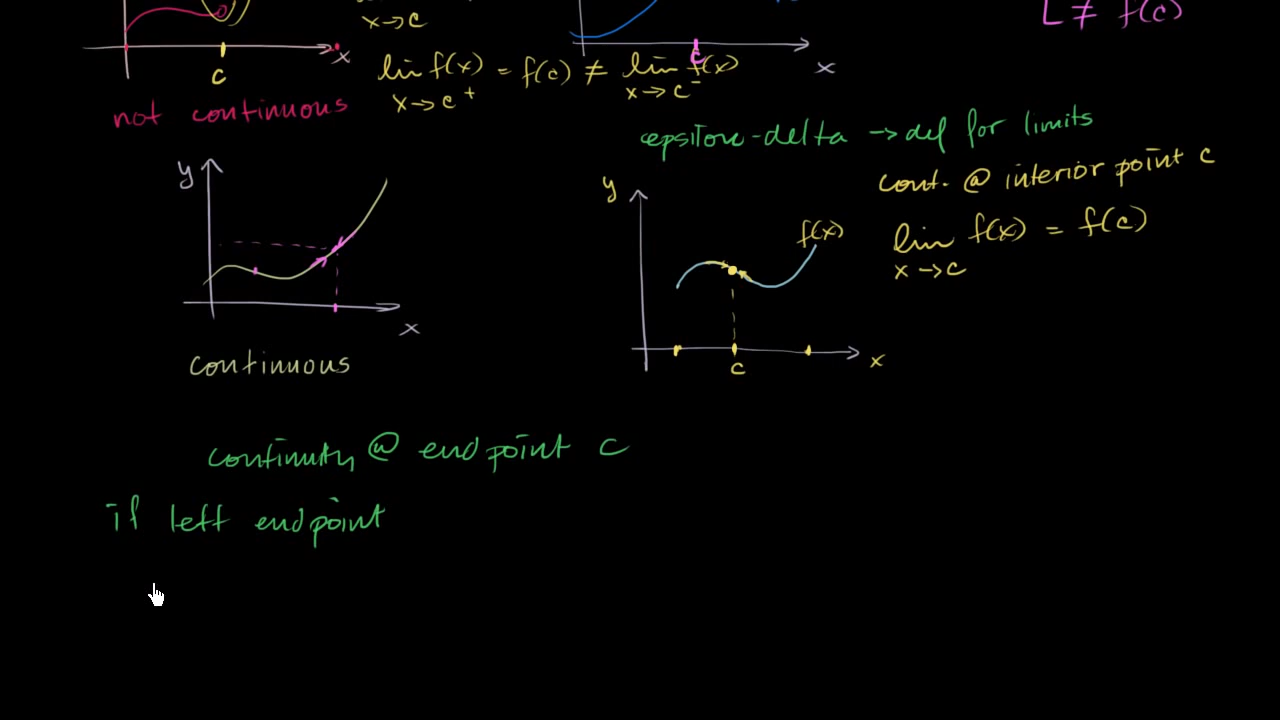 x→c
L ≠ f(c)
x
c
lim f(x) = f(c) ≠ lim f(x)
x→c⁺ x→c⁻
c
x
not continuous
epsilon-delta → def for limits
cont. @ interior point c
y
y
f(x)
lim f(x) = f(c)
x→c
x
c
x
continuous
continuity @ endpoint c
if left endpoint